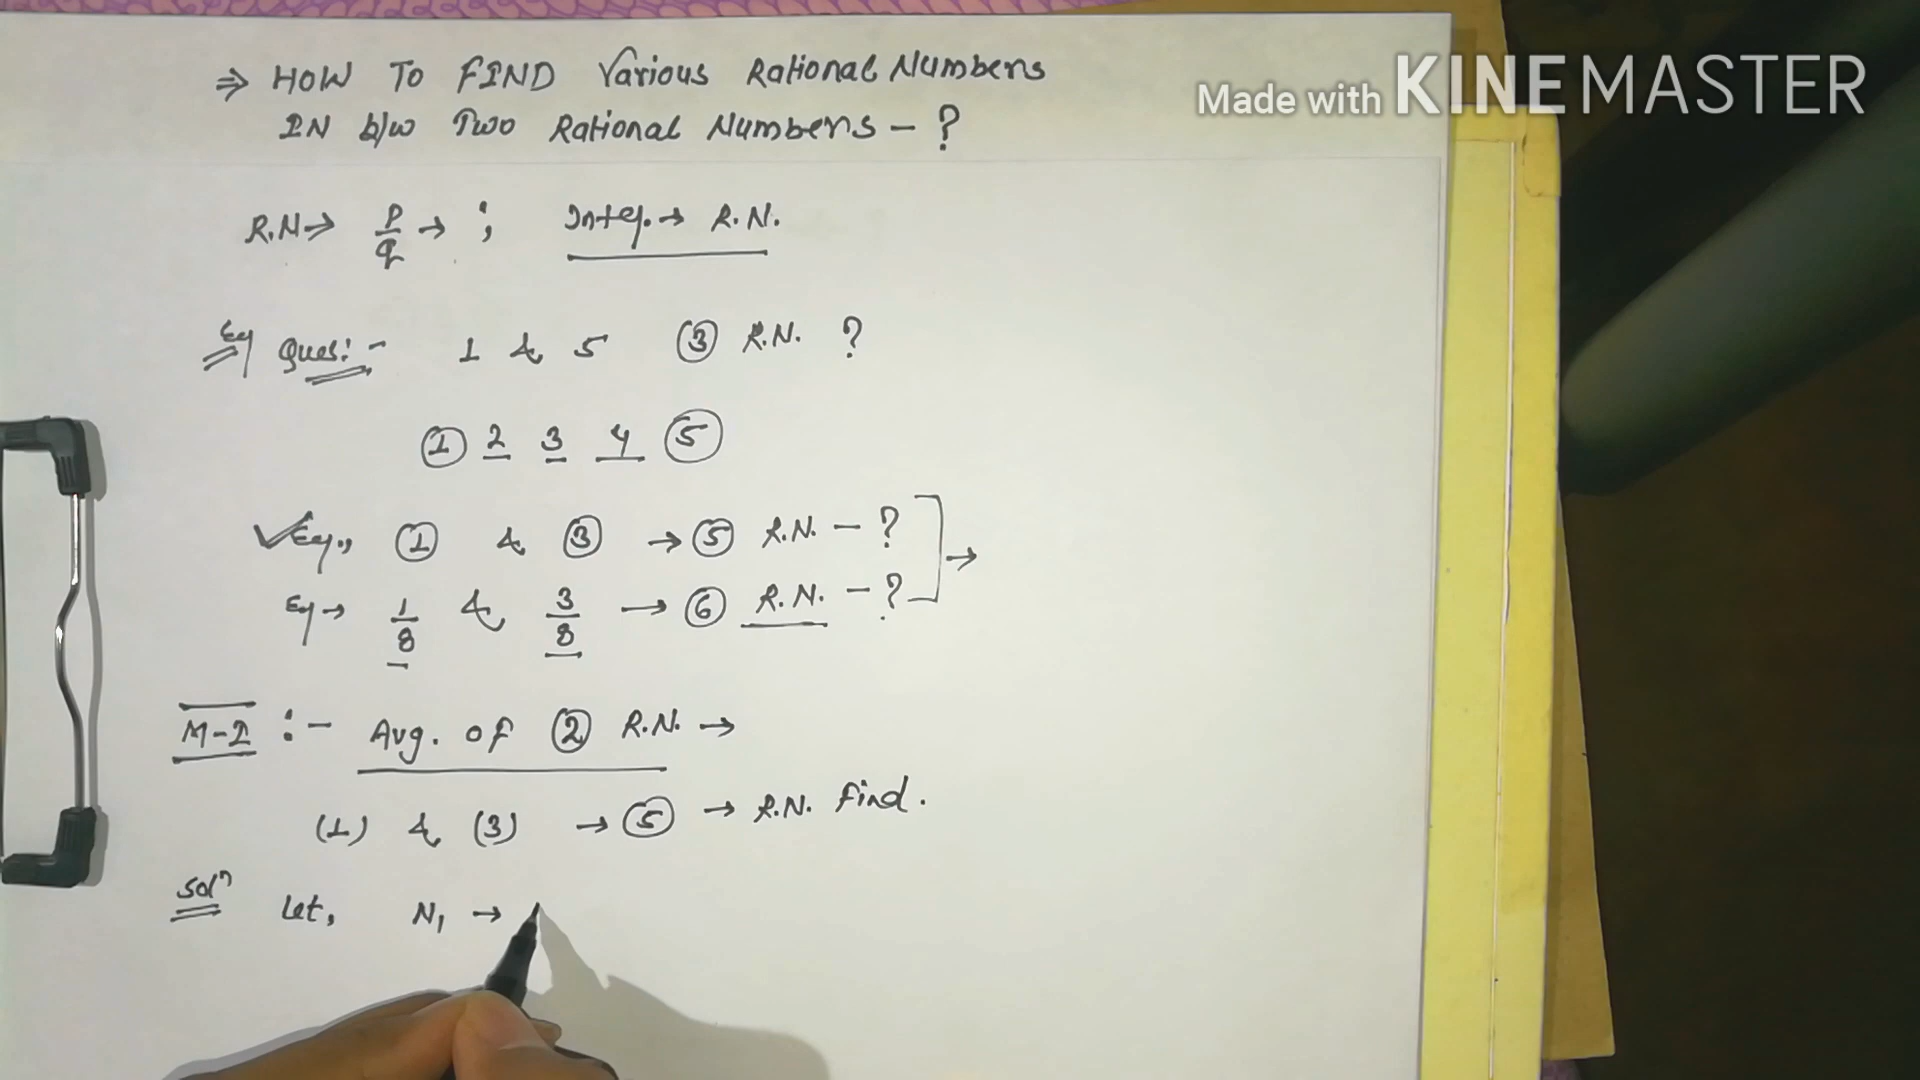 ⇒ HOW TO FIND Various Rational Numbers
IN b/w Two Rational Numbers - ?
Made with KINEMASTER
R.N → p/q → ; Integ. → R.N.
Eg Ques:- 1 & 5 ③ R.N. ?
① 2 3 4 ⑤
✓Eg., ① & ③ → ⑤ R.N. - ?
Eg → 1/8 & 3/8 → ⑥ R.N. - ? ] →
M-I :- Avg. of ② R.N. →
(1) & (3) → ⑤ → R.N. find.
Solⁿ Let, N₁ →